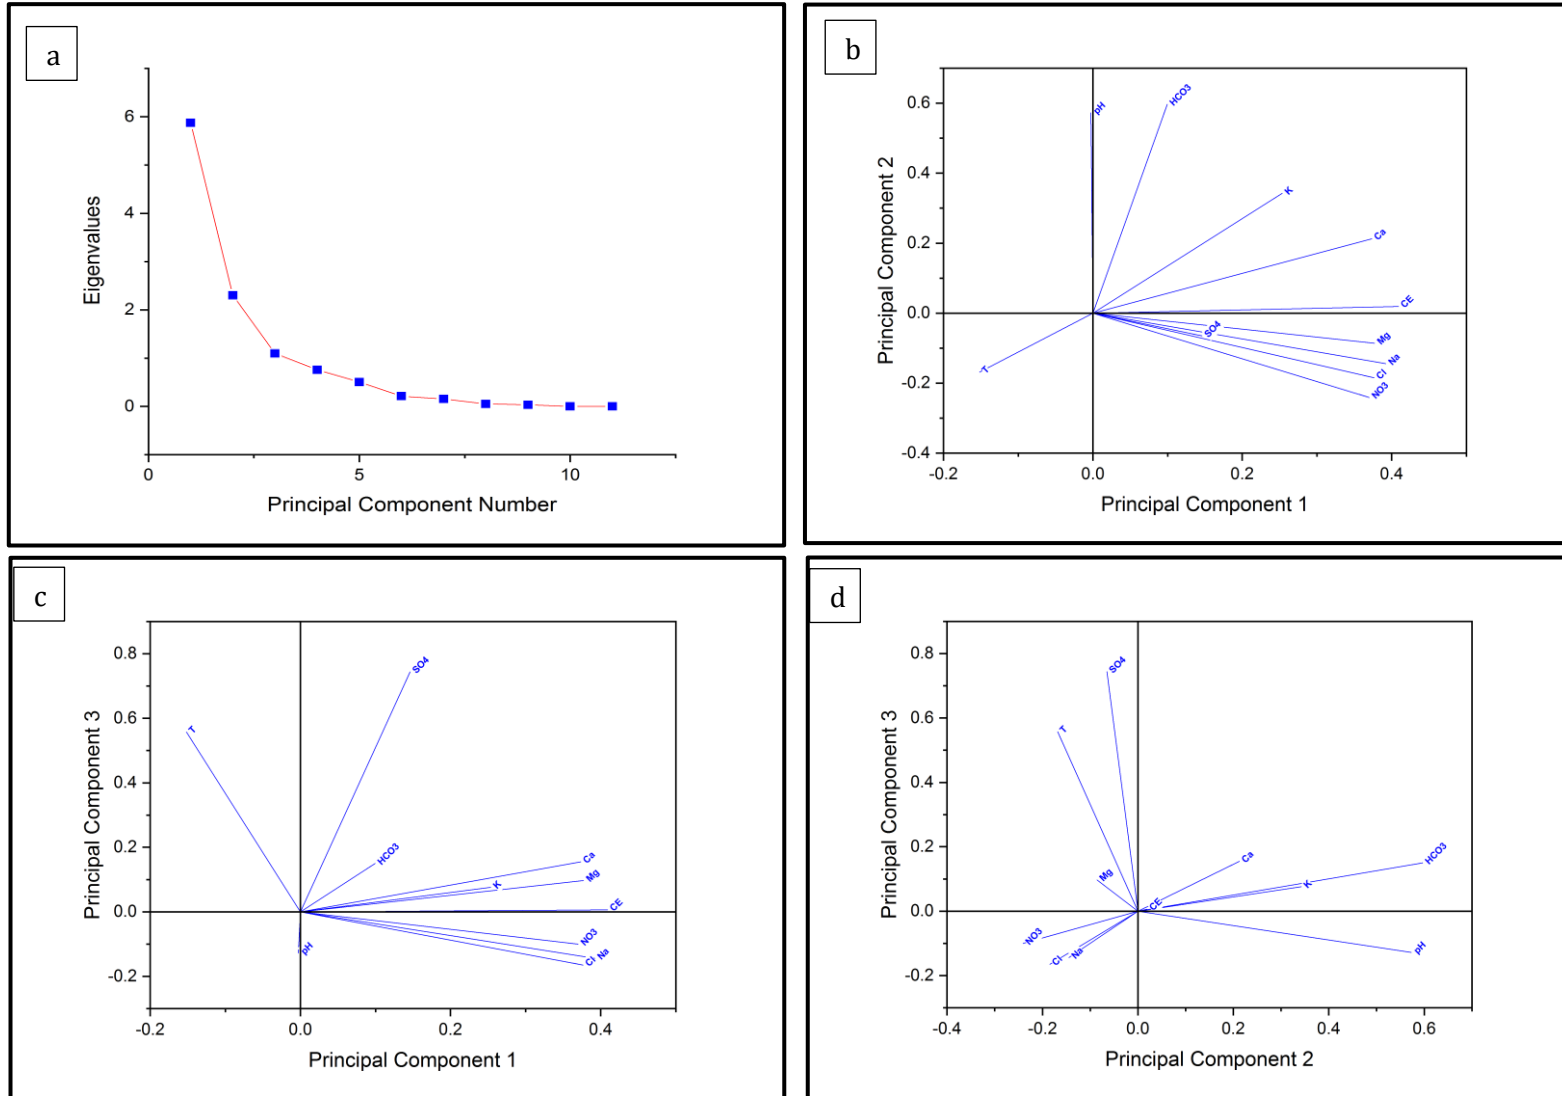 a
6
4
2
0
0
5
10
Eigenvalues
Principal Component Number
b
0.6
0.4
0.2
0.0
-0.2
-0.4
-0.2
0.0
0.2
0.4
Principal Component 2
Principal Component 1
pH
HCO3
K
Ca
CE
SO4
Mg
Na
Cl
NO3
T
c
0.8
0.6
0.4
0.2
0.0
-0.2
-0.2
0.0
0.2
0.4
Principal Component 3
Principal Component 1
SO4
T
HCO3
Ca
Mg
K
CE
NO3
Na
Cl
pH
d
0.8
0.6
0.4
0.2
0.0
-0.2
-0.4
-0.2
0.0
0.2
0.4
0.6
Principal Component 3
Principal Component 2
SO4
T
Ca
HCO3
Mg
K
CE
NO3
Na
Cl
pH